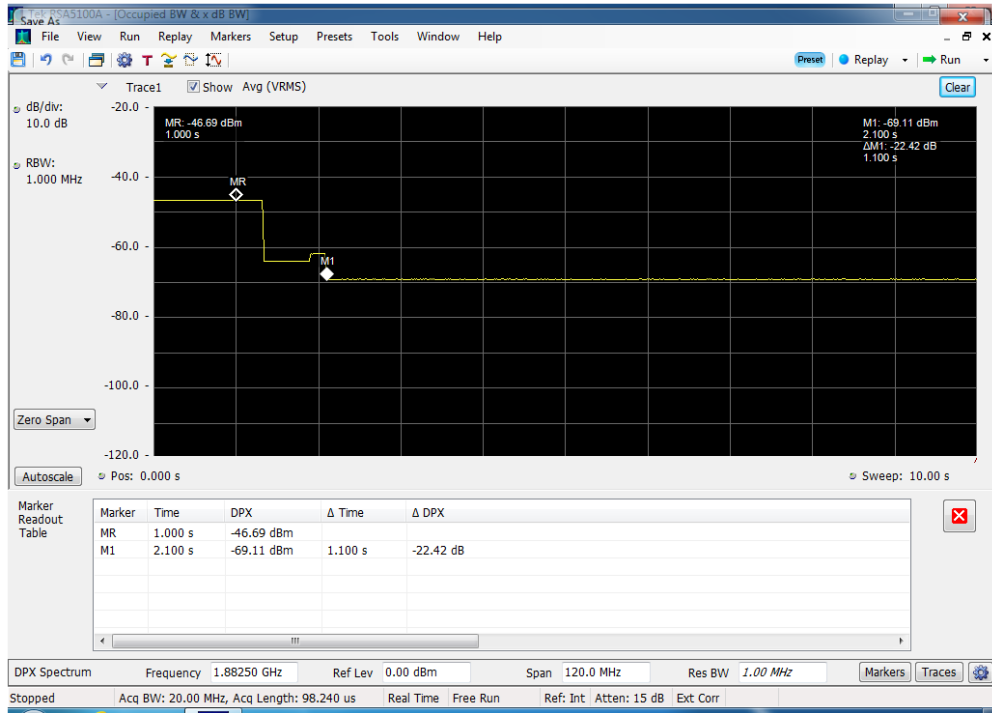 Tek RSA5100A - [Occupied BW & x dB BW]
Save As
File View Run Replay Markers Setup Presets Tools Window Help
Preset Replay Run
Trace1 Show Avg (VRMS) Clear
dB/div:
10.0 dB
RBW:
1.000 MHz
-20.0 -
-40.0 -
-60.0 -
-80.0 -
-100.0 -
-120.0 -
MR: -46.69 dBm
1.000 s
M1: -69.11 dBm
2.100 s
ΔM1: -22.42 dB
1.100 s
MR
M1
Zero Span
Autoscale Pos: 0.000 s Sweep: 10.00 s
Marker
Readout
Table
Marker Time DPX Δ Time Δ DPX
MR 1.000 s -46.69 dBm
M1 2.100 s -69.11 dBm 1.100 s -22.42 dB
DPX Spectrum Frequency 1.88250 GHz Ref Lev 0.00 dBm Span 120.0 MHz Res BW 1.00 MHz Markers Traces
Stopped Acq BW: 20.00 MHz, Acq Length: 98.240 us Real Time Free Run Ref: Int Atten: 15 dB Ext Corr